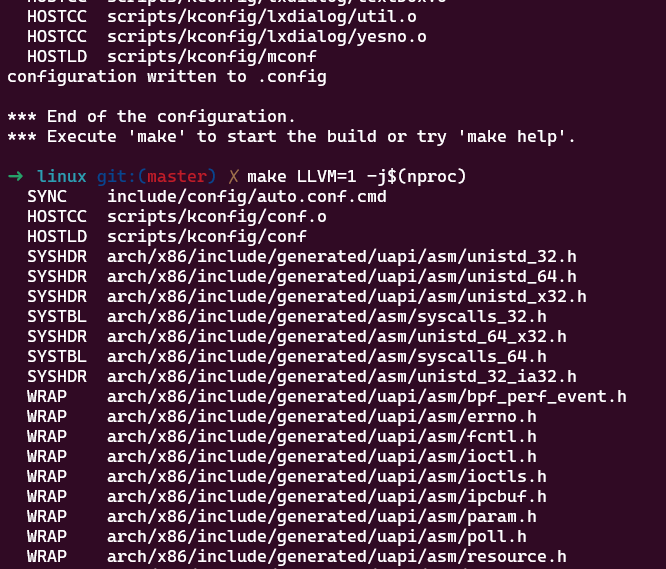 HOSTCC  scripts/kconfig/lxdialog/textbox.o
HOSTCC  scripts/kconfig/lxdialog/util.o
HOSTCC  scripts/kconfig/lxdialog/yesno.o
HOSTLD  scripts/kconfig/mconf
configuration written to .config
*** End of the configuration.
*** Execute 'make' to start the build or try 'make help'.
➜ linux git:(master) ✗ make LLVM=1 -j$(nproc)
SYNC    include/config/auto.conf.cmd
HOSTCC  scripts/kconfig/conf.o
HOSTLD  scripts/kconfig/conf
SYSHDR  arch/x86/include/generated/uapi/asm/unistd_32.h
SYSHDR  arch/x86/include/generated/uapi/asm/unistd_64.h
SYSHDR  arch/x86/include/generated/uapi/asm/unistd_x32.h
SYSTBL  arch/x86/include/generated/asm/syscalls_32.h
SYSHDR  arch/x86/include/generated/asm/unistd_64_x32.h
SYSTBL  arch/x86/include/generated/asm/syscalls_64.h
SYSHDR  arch/x86/include/generated/asm/unistd_32_ia32.h
WRAP    arch/x86/include/generated/uapi/asm/bpf_perf_event.h
WRAP    arch/x86/include/generated/uapi/asm/errno.h
WRAP    arch/x86/include/generated/uapi/asm/fcntl.h
WRAP    arch/x86/include/generated/uapi/asm/ioctl.h
WRAP    arch/x86/include/generated/uapi/asm/ioctls.h
WRAP    arch/x86/include/generated/uapi/asm/ipcbuf.h
WRAP    arch/x86/include/generated/uapi/asm/param.h
WRAP    arch/x86/include/generated/uapi/asm/poll.h
WRAP    arch/x86/include/generated/uapi/asm/resource.h